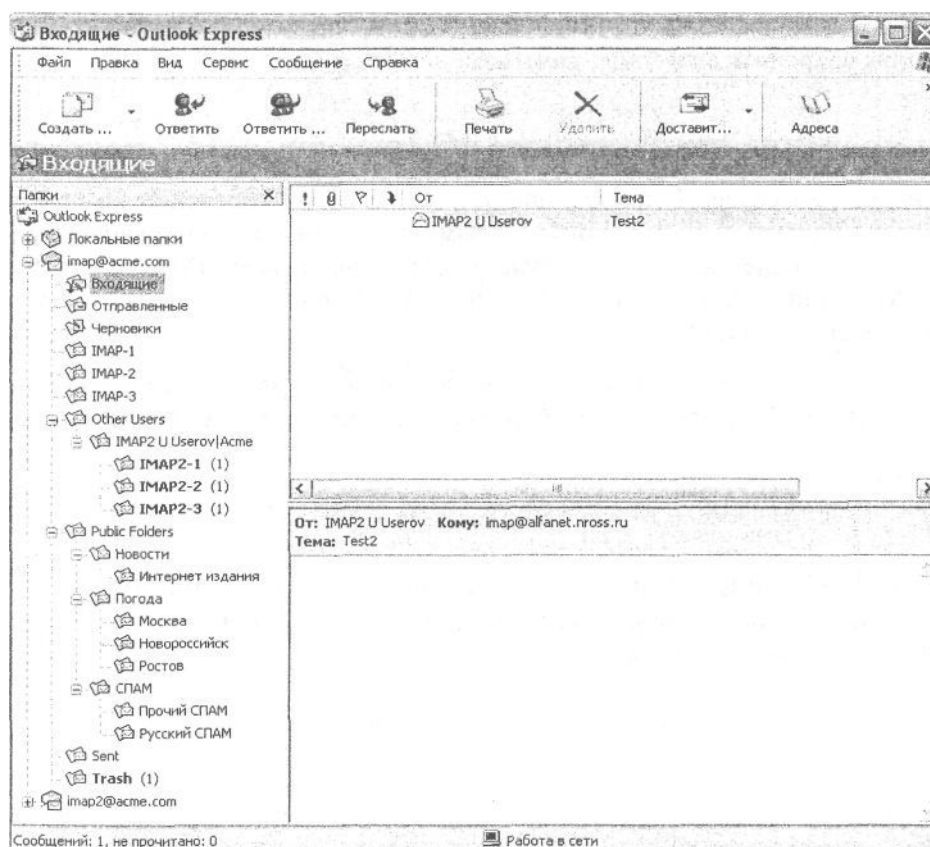 Входящие - Outlook Express
Файл Правка Вид Сервис Сообщение Справка
Создать ... Ответить Ответить ... Переслать Печать Удалить Доставит... Адреса
Входящие
Папки
! От Тема
Outlook Express
IMAP2 U Userov Test2
Локальные папки
imap@acme.com
Входящие
Отправленные
Черновики
IMAP-1
IMAP-2
IMAP-3
Other Users
IMAP2 U Userov|Acme
IMAP2-1 (1)
IMAP2-2 (1)
IMAP2-3 (1)
Public Folders
Новости
Интернет издания
Погода
Москва
Новороссийск
Ростов
СПАМ
Прочий СПАМ
Русский СПАМ
Sent
Trash (1)
imap2@acme.com
От: IMAP2 U Userov Кому: imap@alfanet.nross.ru
Тема: Test2
Сообщений: 1, не прочитано: 0 Работа в сети